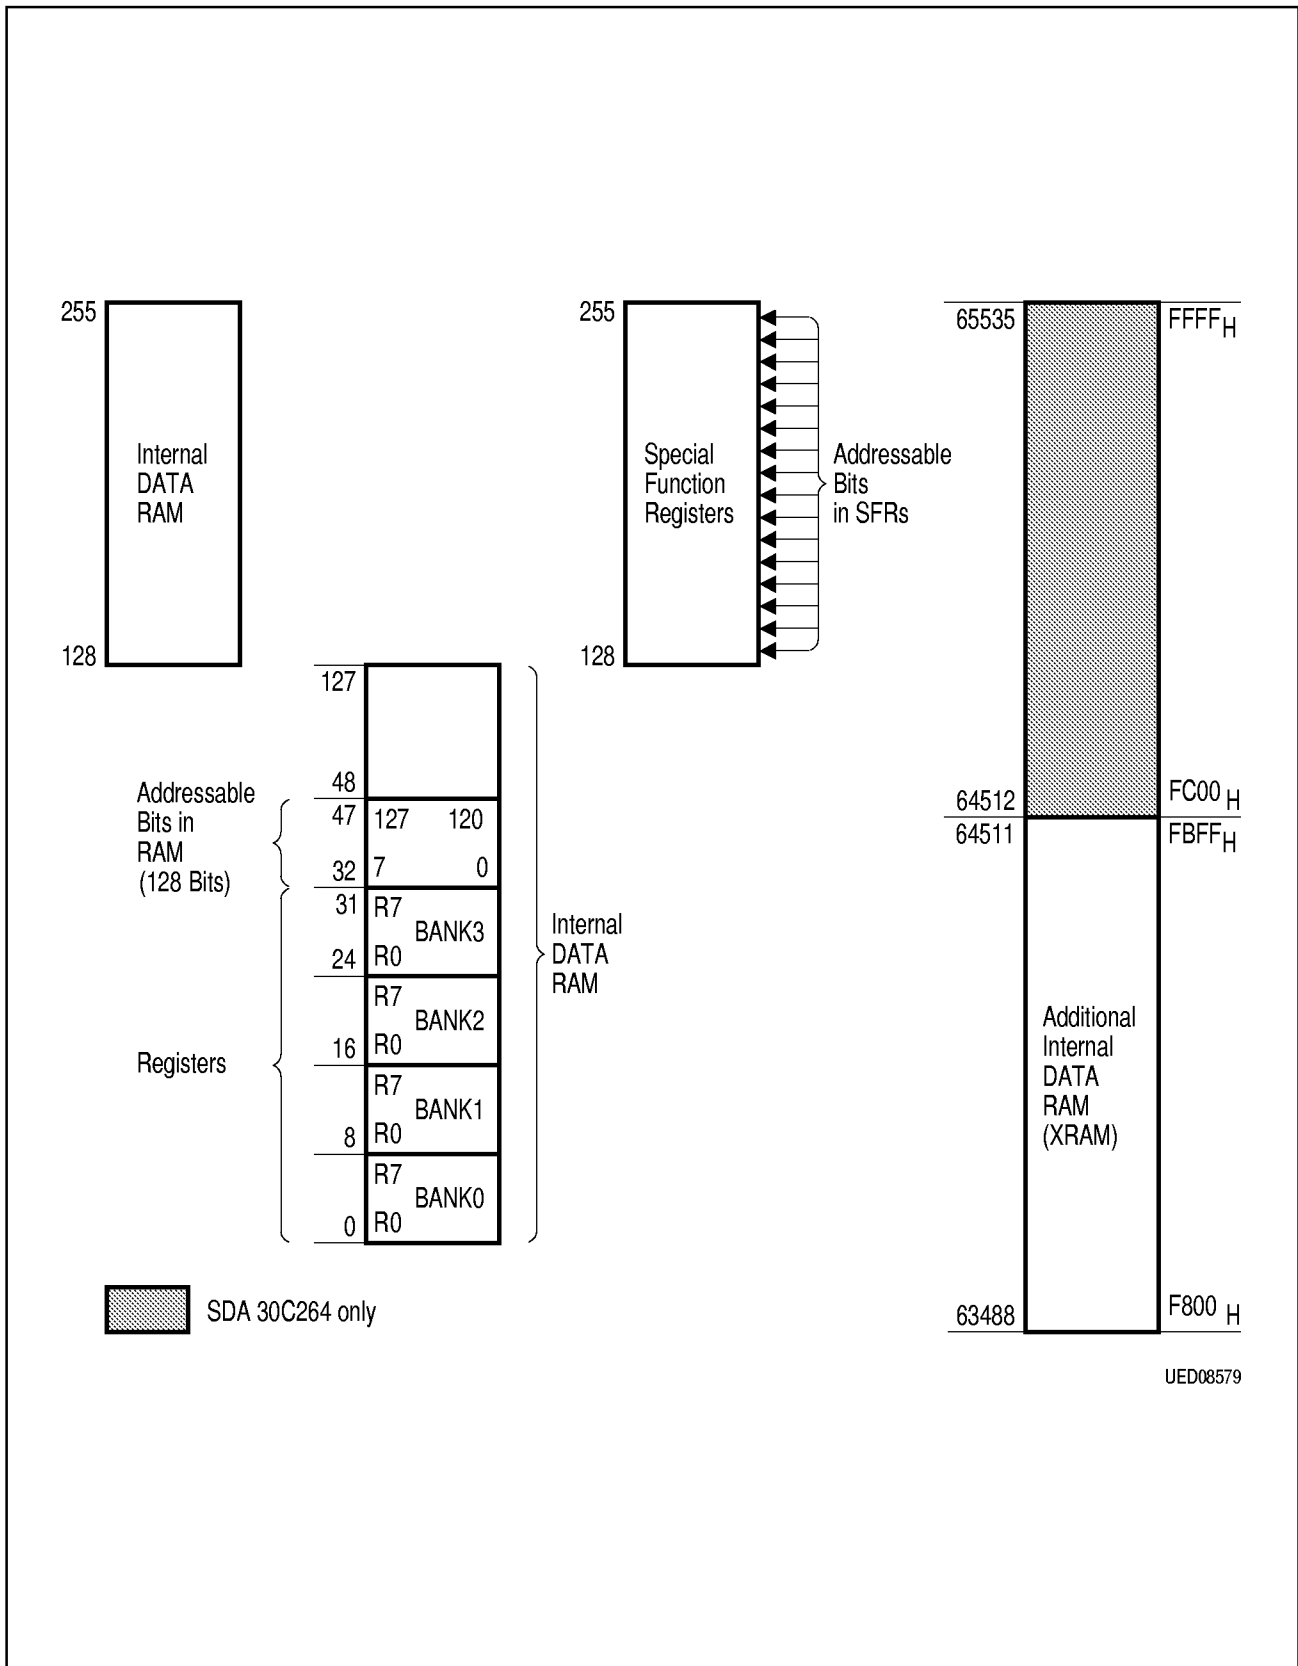 255
Internal
DATA
RAM
128
255
Special
Function
Registers
128
Addressable
Bits
in SFRs
65535 FFFF H
64512 FC00 H
64511 FBFF H
Additional
Internal
DATA
RAM
(XRAM)
63488 F800 H
127
48
Addressable
Bits in
RAM
(128 Bits)
47 127 120
32 7 0
31 R7
BANK3
24 R0
R7
BANK2
16 R0
R7
BANK1
8 R0
R7
BANK0
0 R0
Registers
Internal
DATA
RAM
SDA 30C264 only
UED08579